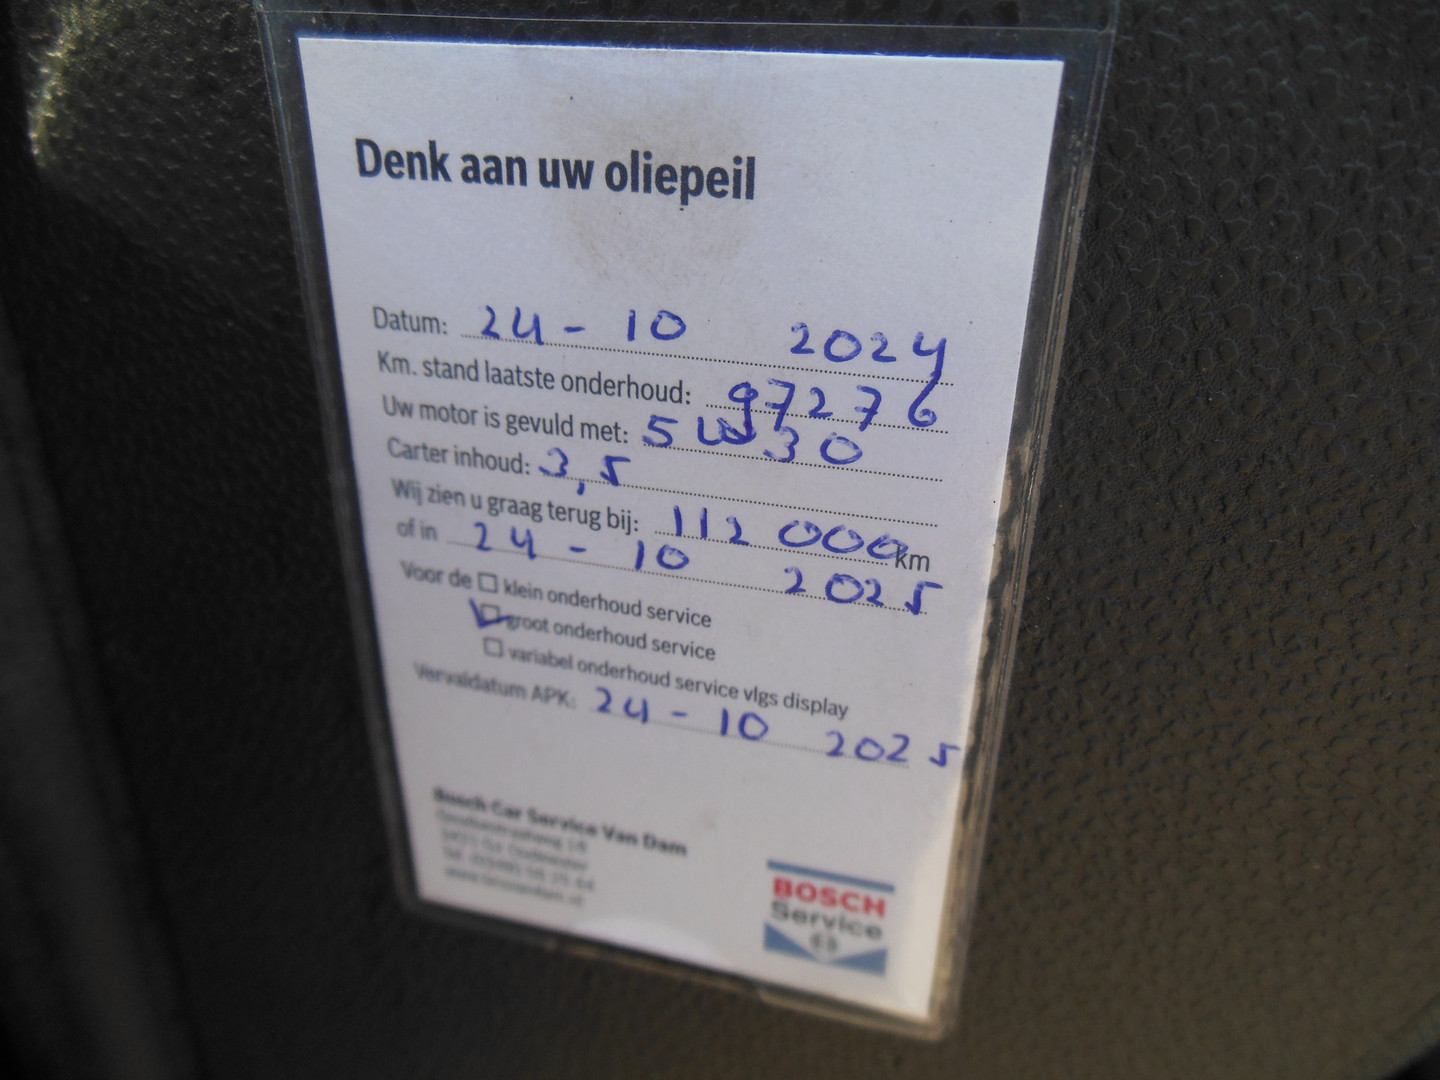 Denk aan uw oliepeil
Datum: 24 - 10 2024
Km. stand laatste onderhoud: 97276
Uw motor is gevuld met: 5W30
Carter inhoud: 3,5
Wij zien u graag terug bij: 112 000 km
of in 24 - 10 2025
Voor de klein onderhoud service
groot onderhoud service
variabel onderhoud service vlgs display
Vervaldatum APK: 24 - 10 2025
Bosch Car Service Van Dam
BOSCH
Service